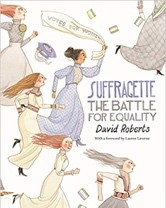 VOTES FOR WOMEN
SUFFRAGETTE
THE BATTLE
FOR EQUALITY
David Roberts
With a Foreword by Lauren Laverne